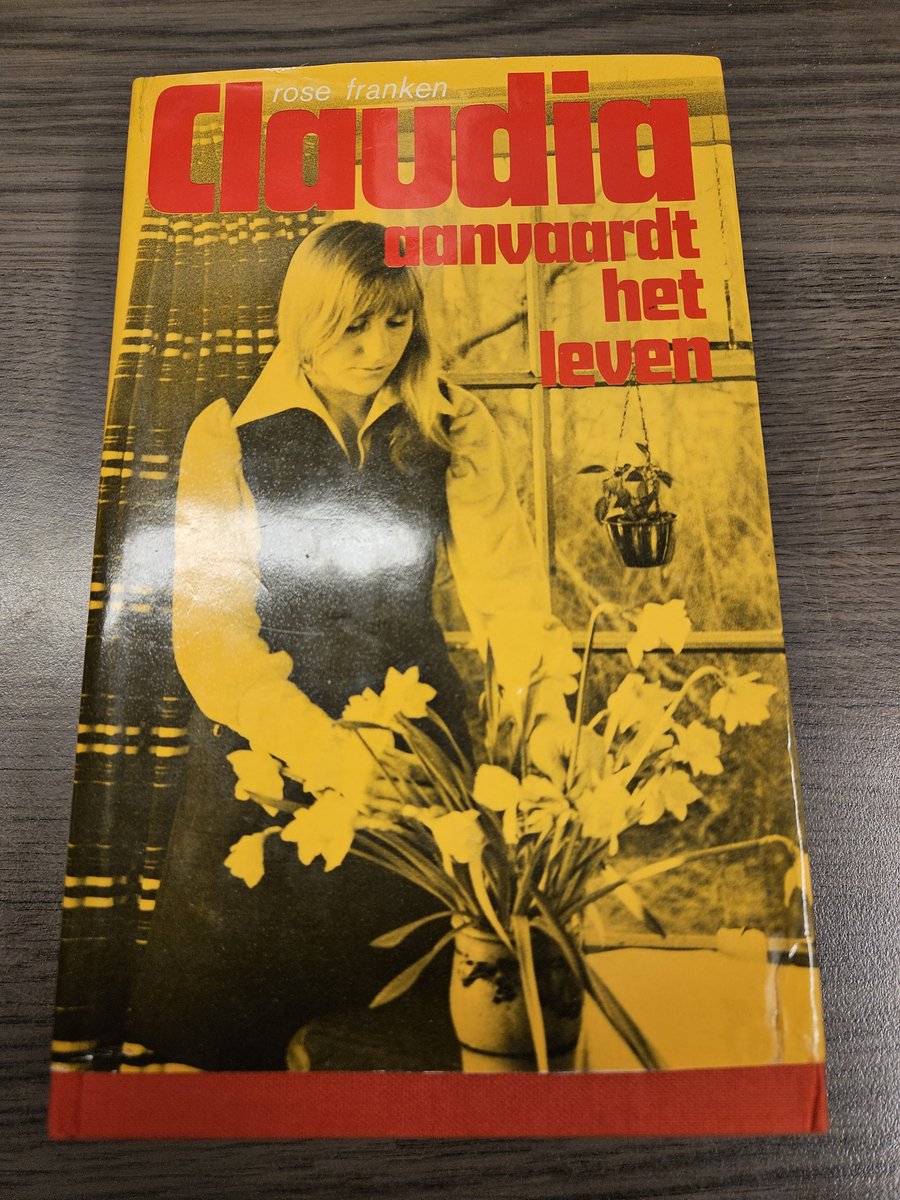 rose franken
Claudia
aanvaardt
het
leven